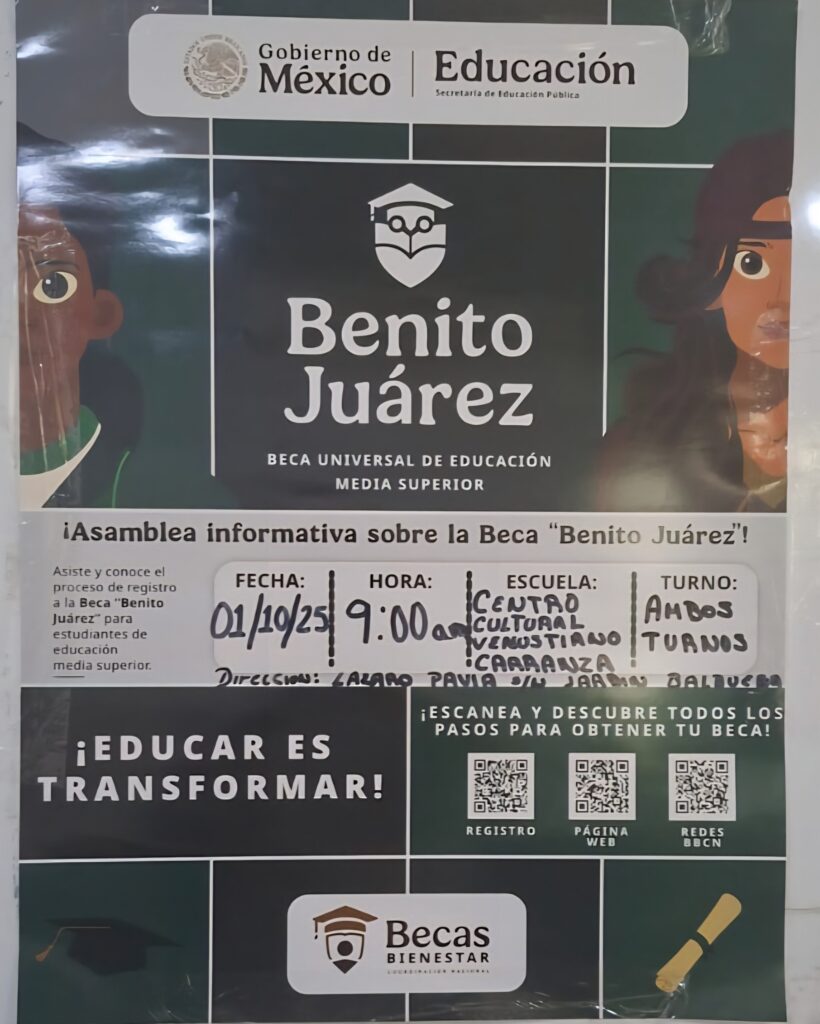 Gobierno de
México
Educación
Secretaría de Educación Pública
Benito
Juárez
BECA UNIVERSAL DE EDUCACIÓN
MEDIA SUPERIOR
¡Asamblea informativa sobre la Beca "Benito Juárez"!
Asiste y conoce el
proceso de registro
a la Beca "Benito
Juárez" para
estudiantes de
educación
media superior.
FECHA:
01/10/25
HORA:
9:00 am
ESCUELA:
CENTRO
CULTURAL
VENUSTIANO
CARRANZA
TURNO:
AMBOS
TURNOS
Dirección: LAZARO PAVIA S/N JARDIN BALBUENA
¡EDUCAR ES
TRANSFORMAR!
¡ESCANEA Y DESCUBRE TODOS LOS
PASOS PARA OBTENER TU BECA!
REGISTRO
PÁGINA
WEB
REDES
BBCN
Becas
BIENESTAR
COORDINACIÓN NACIONAL